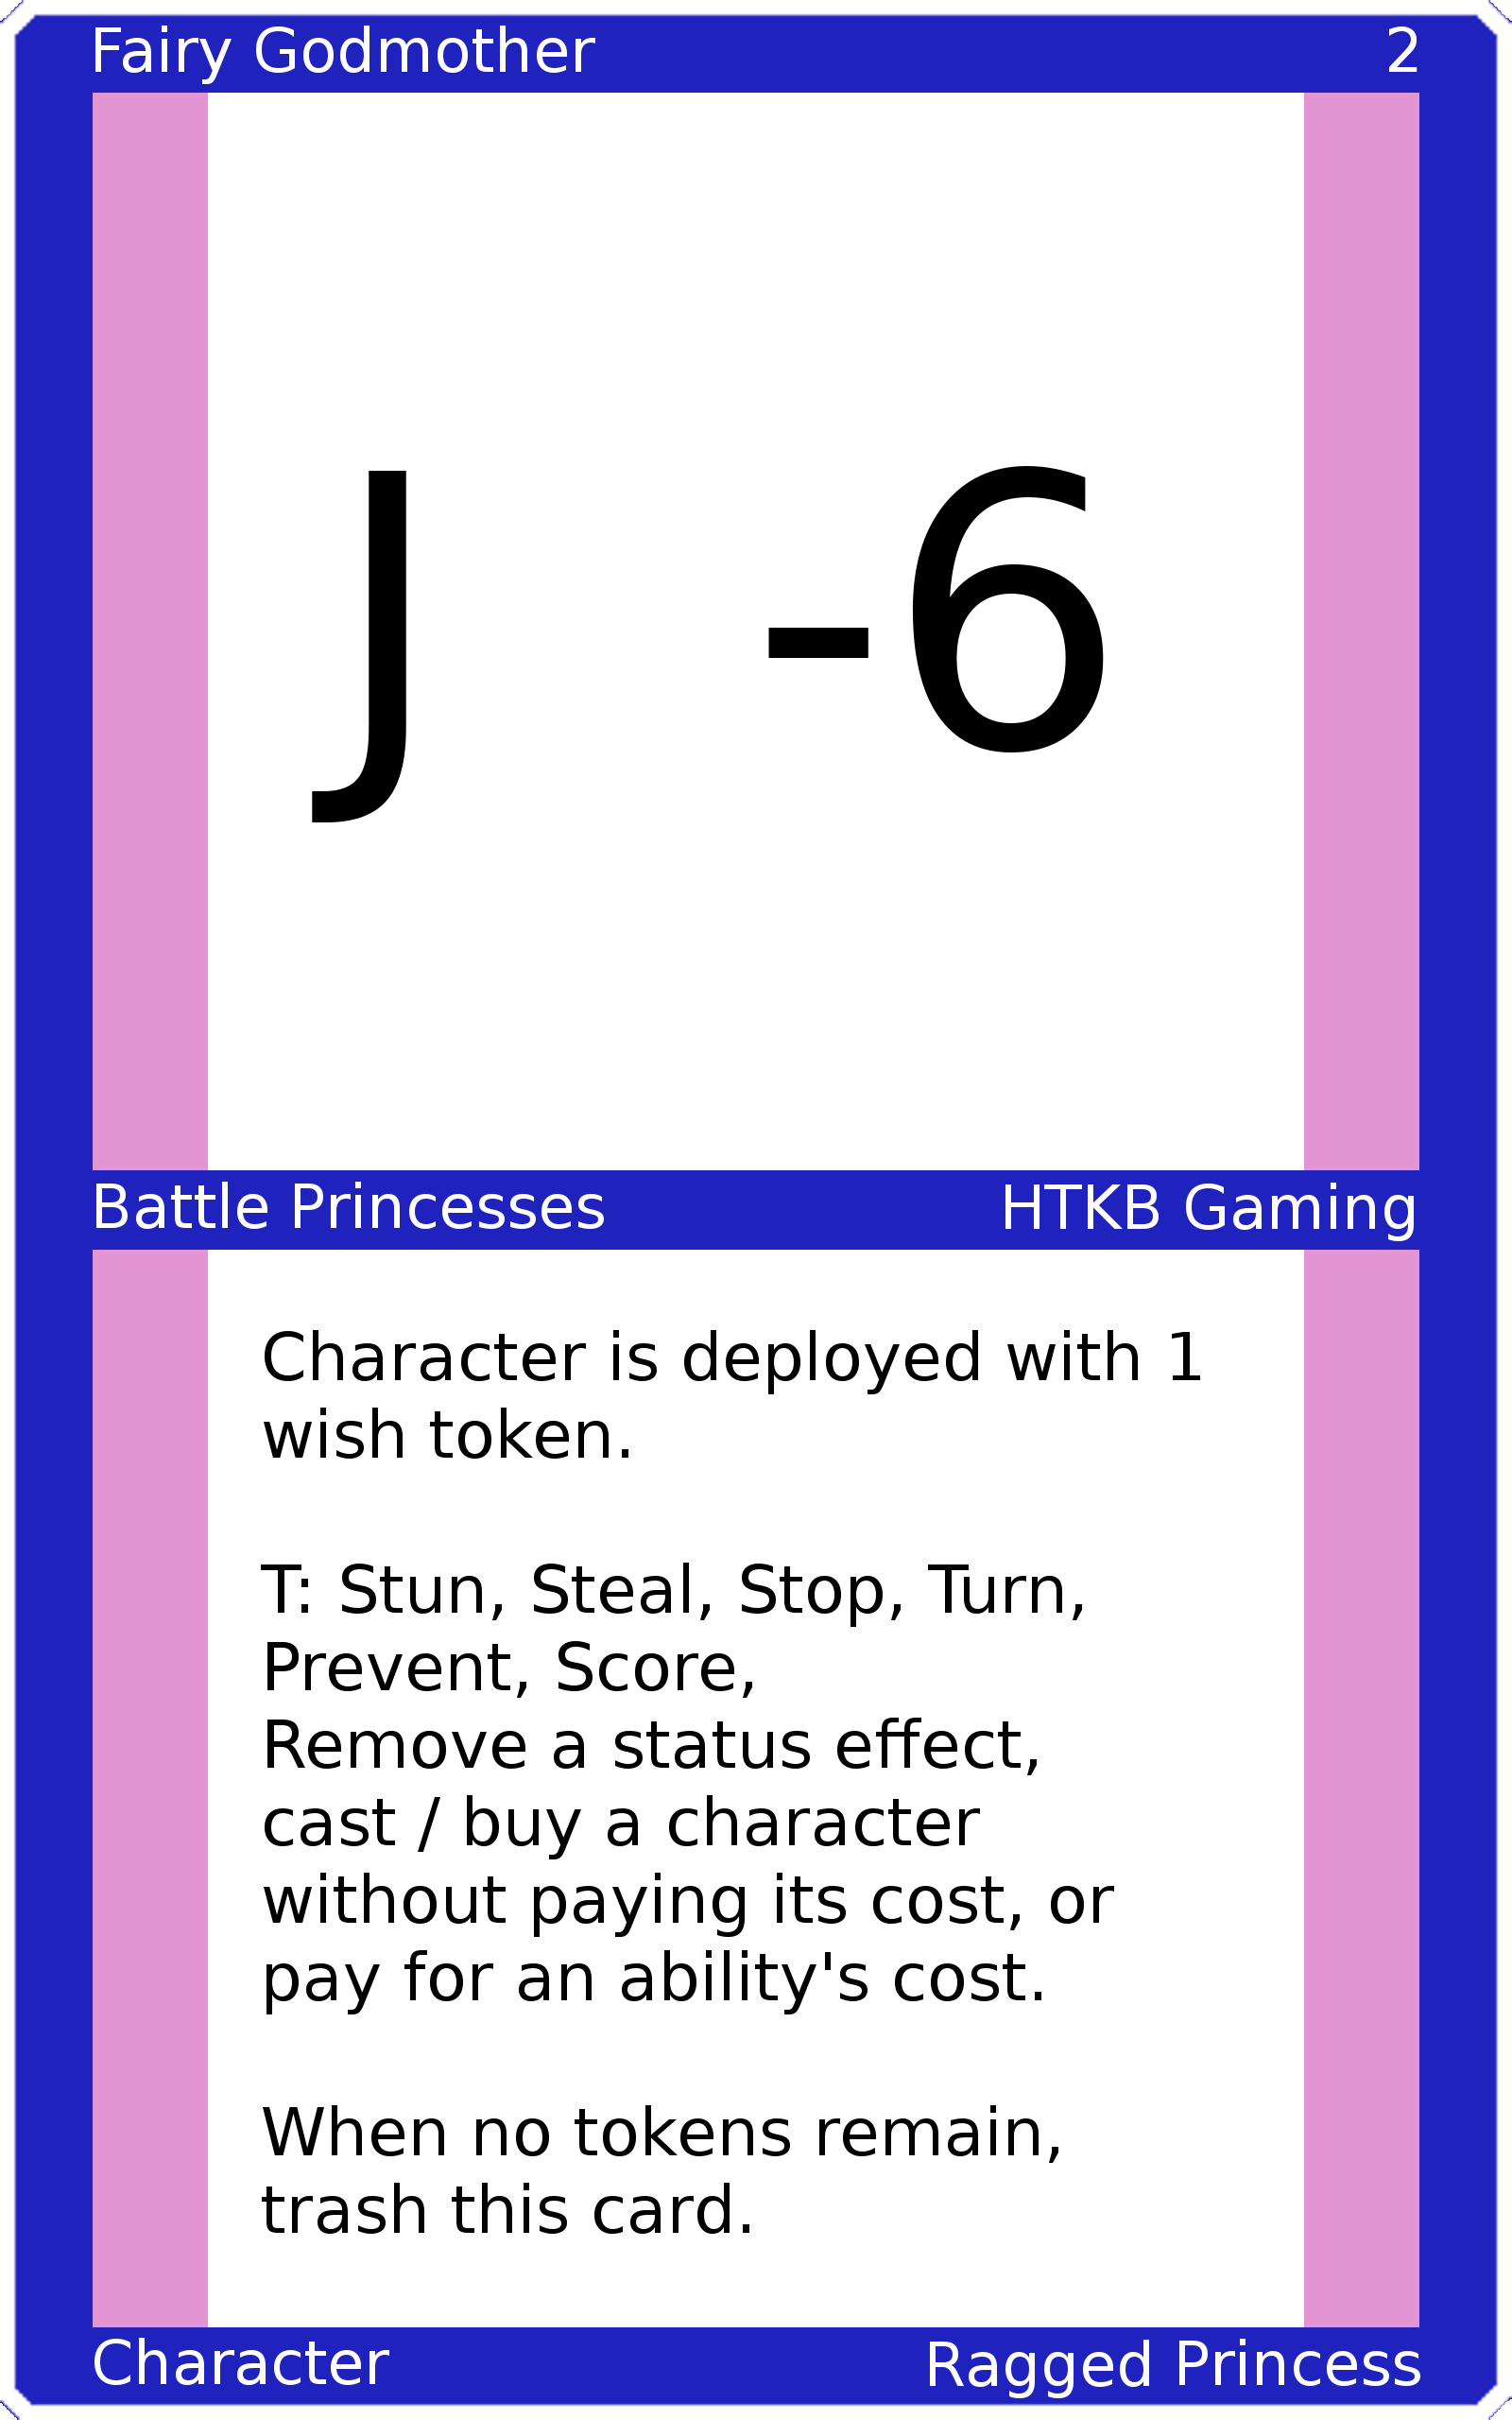 Fairy Godmother 2
J -6
Battle Princesses HTKB Gaming
Character is deployed with 1
wish token.
T: Stun, Steal, Stop, Turn,
Prevent, Score,
Remove a status effect,
cast / buy a character
without paying its cost, or
pay for an ability's cost.
When no tokens remain,
trash this card.
Character Ragged Princess